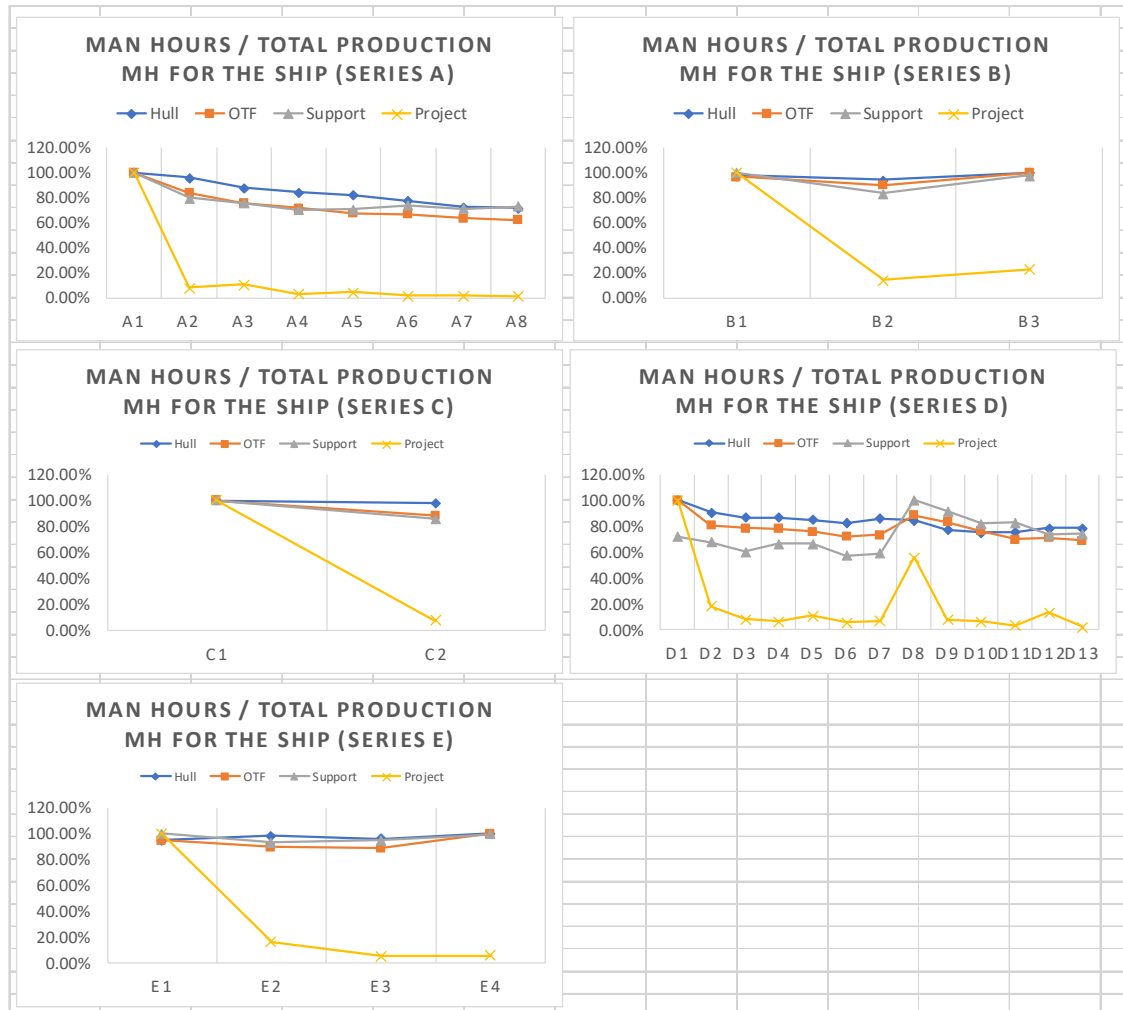 MAN HOURS / TOTAL PRODUCTION
MH FOR THE SHIP (SERIES A)
Hull OTF Support Project
120.00%
100.00%
80.00%
60.00%
40.00%
20.00%
0.00%
A1 A2 A3 A4 A5 A6 A7 A8
MAN HOURS / TOTAL PRODUCTION
MH FOR THE SHIP (SERIES B)
Hull OTF Support Project
120.00%
100.00%
80.00%
60.00%
40.00%
20.00%
0.00%
B1 B2 B3
MAN HOURS / TOTAL PRODUCTION
MH FOR THE SHIP (SERIES C)
Hull OTF Support Project
120.00%
100.00%
80.00%
60.00%
40.00%
20.00%
0.00%
C1 C2
MAN HOURS / TOTAL PRODUCTION
MH FOR THE SHIP (SERIES D)
Hull OTF Support Project
120.00%
100.00%
80.00%
60.00%
40.00%
20.00%
0.00%
D1 D2 D3 D4 D5 D6 D7 D8 D9 D10 D11 D12 D13
MAN HOURS / TOTAL PRODUCTION
MH FOR THE SHIP (SERIES E)
Hull OTF Support Project
120.00%
100.00%
80.00%
60.00%
40.00%
20.00%
0.00%
E1 E2 E3 E4